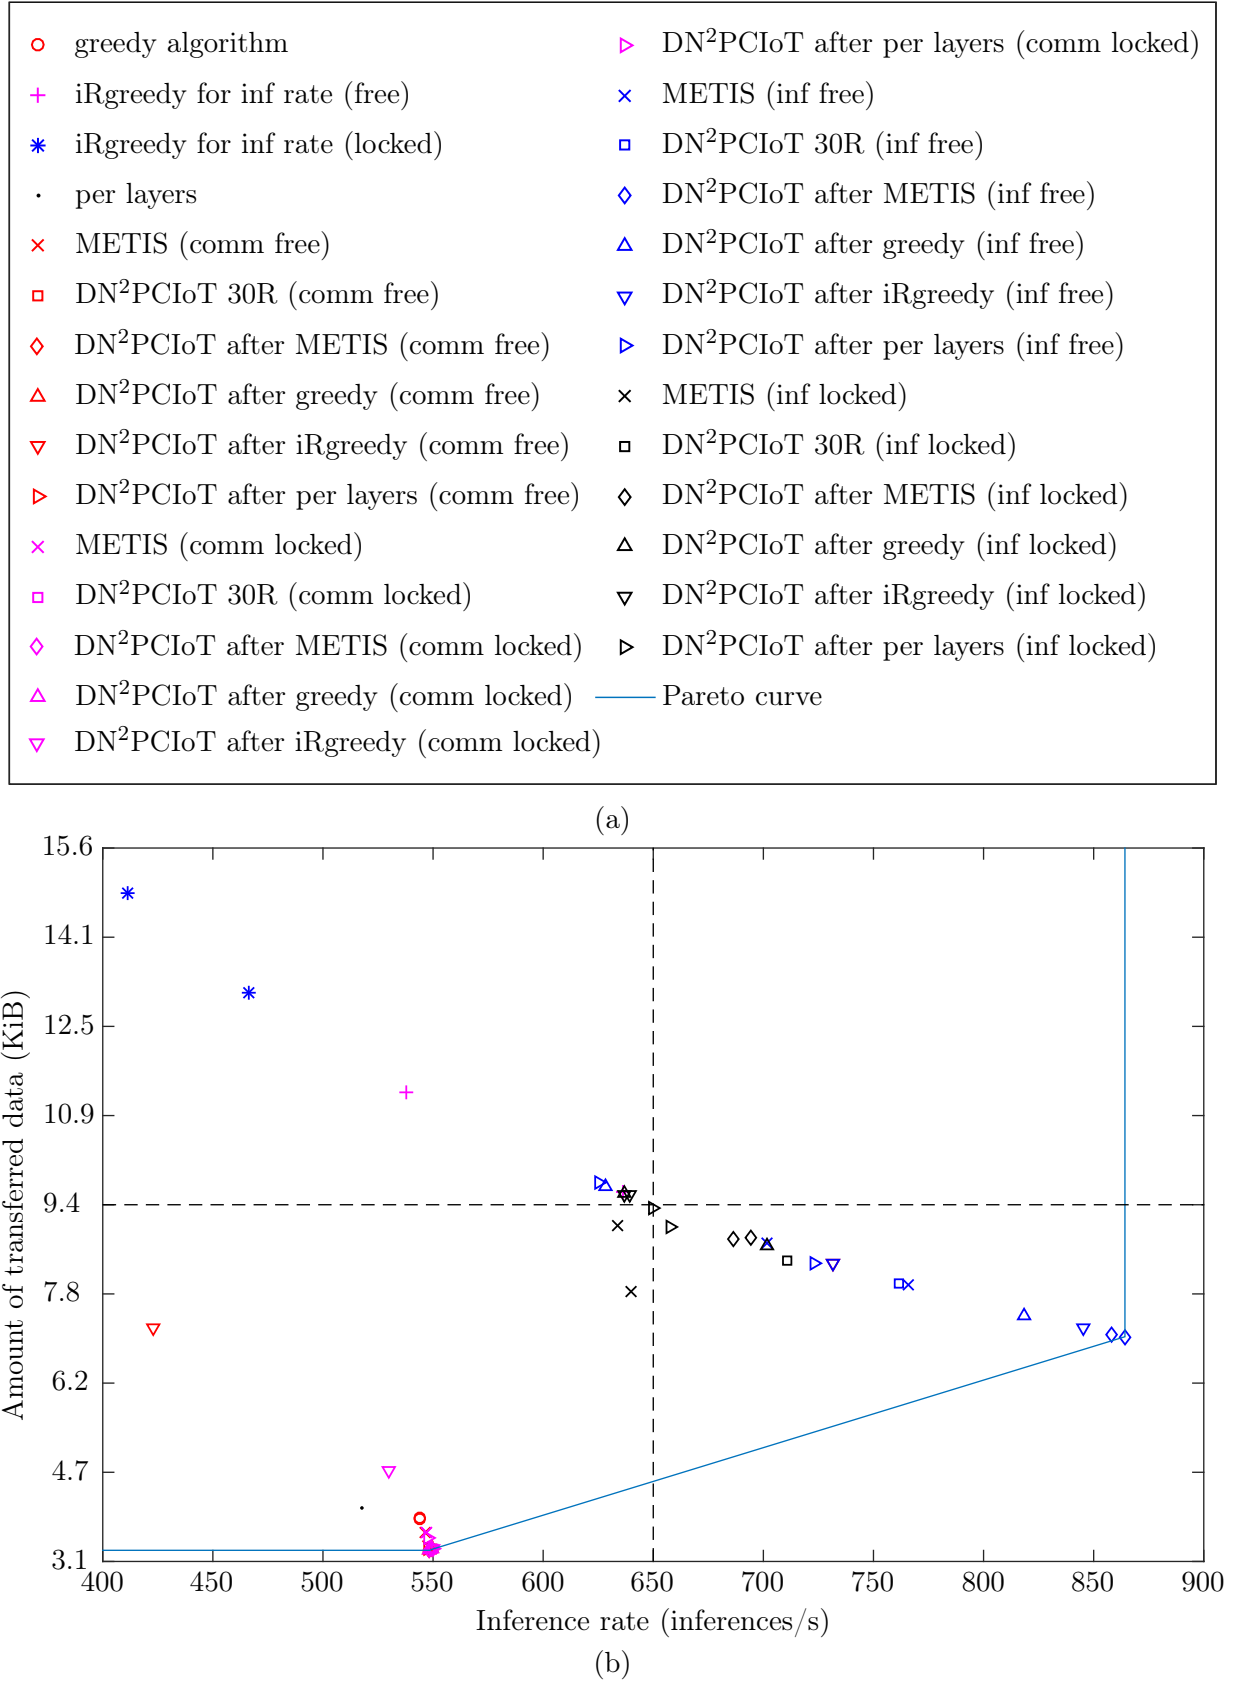 greedy algorithm
iRgreedy for inf rate (free)
iRgreedy for inf rate (locked)
per layers
METIS (comm free)
DN²PCIoT 30R (comm free)
DN²PCIoT after METIS (comm free)
DN²PCIoT after greedy (comm free)
DN²PCIoT after iRgreedy (comm free)
DN²PCIoT after per layers (comm free)
METIS (comm locked)
DN²PCIoT 30R (comm locked)
DN²PCIoT after METIS (comm locked)
DN²PCIoT after greedy (comm locked)
DN²PCIoT after iRgreedy (comm locked)
DN²PCIoT after per layers (comm locked)
METIS (inf free)
DN²PCIoT 30R (inf free)
DN²PCIoT after METIS (inf free)
DN²PCIoT after greedy (inf free)
DN²PCIoT after iRgreedy (inf free)
DN²PCIoT after per layers (inf free)
METIS (inf locked)
DN²PCIoT 30R (inf locked)
DN²PCIoT after METIS (inf locked)
DN²PCIoT after greedy (inf locked)
DN²PCIoT after iRgreedy (inf locked)
DN²PCIoT after per layers (inf locked)
Pareto curve
(a)
Amount of transferred data (KiB)
15.6
14.1
12.5
10.9
9.4
7.8
6.2
4.7
3.1
400 450 500 550 600 650 700 750 800 850 900
Inference rate (inferences/s)
(b)